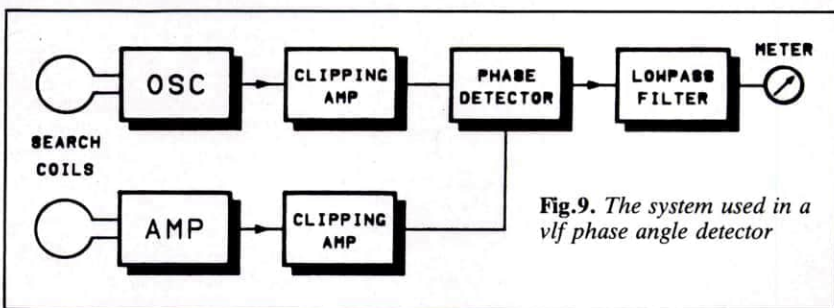 METER
OSC
CLIPPING
AMP
PHASE
DETECTOR
LOWPASS
FILTER
SEARCH
COILS
AMP
CLIPPING
AMP
Fig.9. The system used in a
vlf phase angle detector